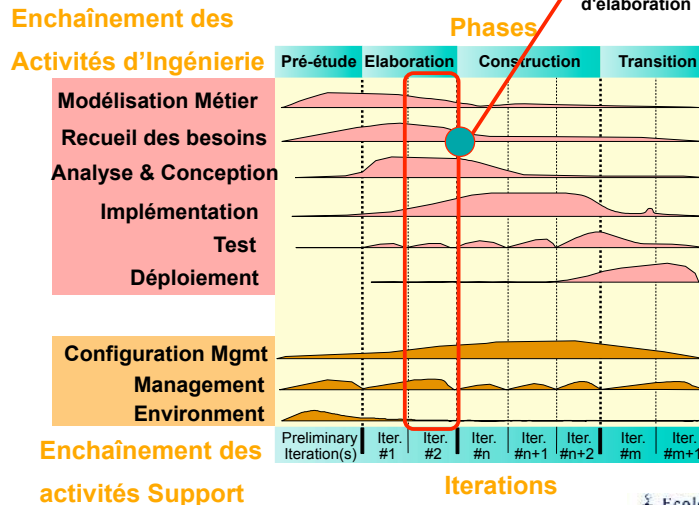 d'élaboration
Enchaînement des
Activités d'Ingénierie
Phases
Pré-étude Elaboration Construction Transition
Modélisation Métier
Recueil des besoins
Analyse & Conception
Implémentation
Test
Déploiement
Configuration Mgmt
Management
Environment
Preliminary Iteration(s)
Iter. #1
Iter. #2
Iter. #n
Iter. #n+1
Iter. #n+2
Iter. #m
Iter. #m+1
Enchaînement des
activités Support
Iterations
Ecole